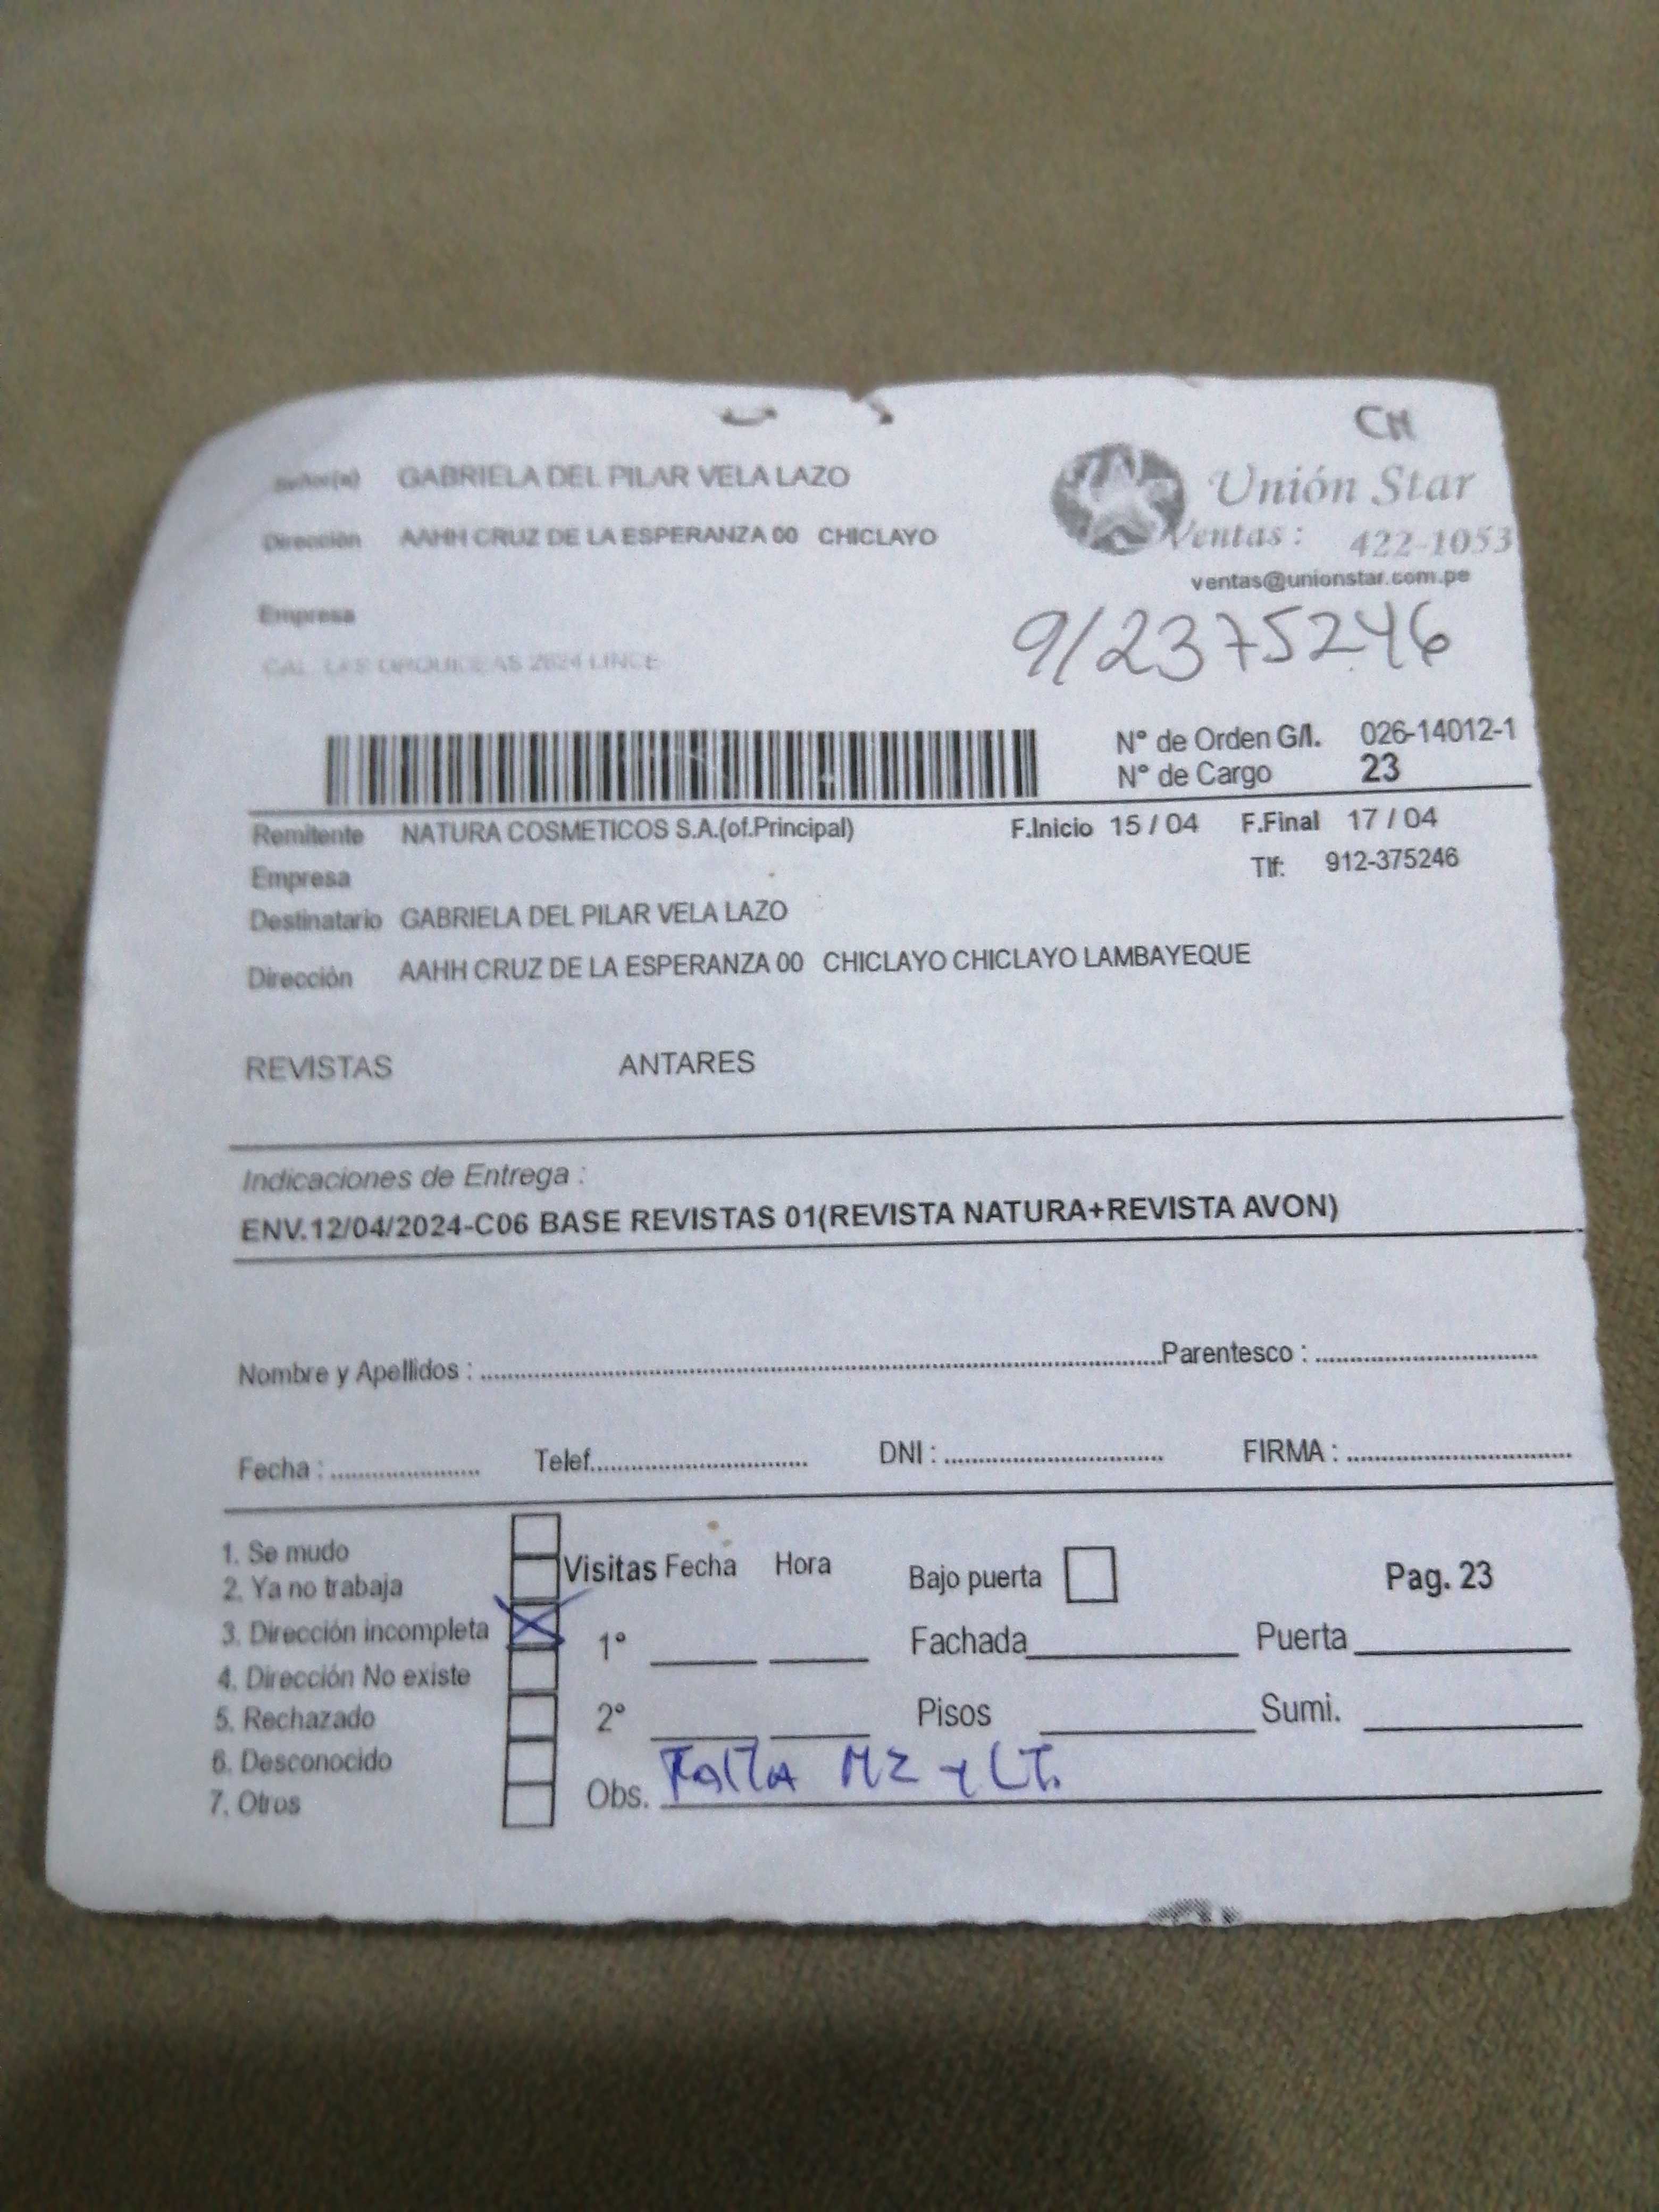 CH
Señor(a) GABRIELA DEL PILAR VELA LAZO
Unión Star
Dirección AAHH CRUZ DE LA ESPERANZA 00 CHICLAYO
Ventas: 422-1053
ventas@unionstar.com.pe
Empresa
912375246
CAL. LAS ORQUIDEAS 2624 LINCE
N° de Orden G/I. 026-14012-1
N° de Cargo 23
Remitente NATURA COSMETICOS S.A.(of.Principal) F.Inicio 15 / 04 F.Final 17 / 04
Empresa Tlf: 912-375246
Destinatario GABRIELA DEL PILAR VELA LAZO
Dirección AAHH CRUZ DE LA ESPERANZA 00 CHICLAYO CHICLAYO LAMBAYEQUE
REVISTAS ANTARES
Indicaciones de Entrega :
ENV.12/04/2024-C06 BASE REVISTAS 01(REVISTA NATURA+REVISTA AVON)
Nombre y Apellidos : Parentesco :
Fecha : Telef. DNI : FIRMA :
1. Se mudo
2. Ya no trabaja
3. Dirección incompleta
4. Dirección No existe
5. Rechazado
6. Desconocido
7. Otros
Visitas Fecha Hora Bajo puerta Pag. 23
1° Fachada Puerta
2° Pisos Sumi.
Obs. Falta MZ y LT.